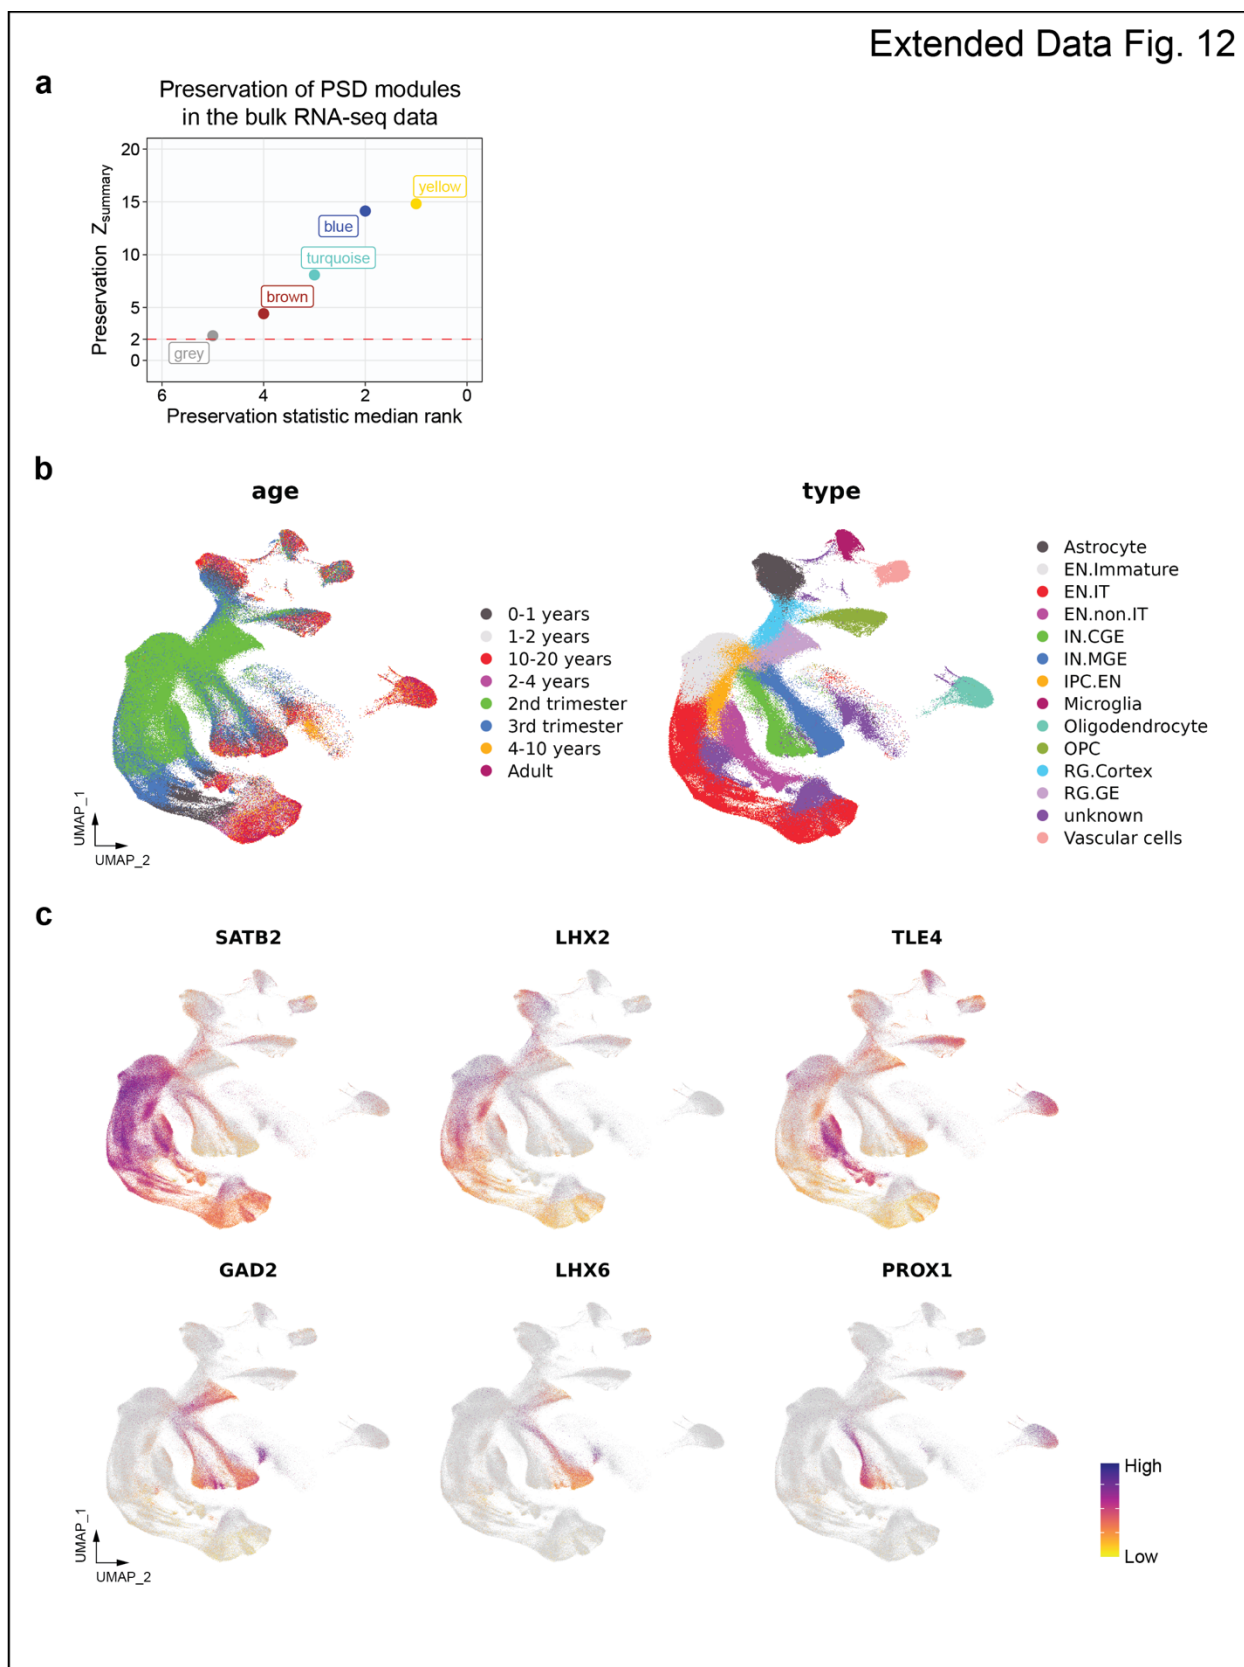 Extended Data Fig. 12
a
Preservation of PSD modules
in the bulk RNA-seq data
Preservation Z_summary
20
15
10
5
2
0
yellow
blue
turquoise
brown
grey
6
4
2
0
Preservation statistic median rank
b
age
0-1 years
1-2 years
10-20 years
2-4 years
2nd trimester
3rd trimester
4-10 years
Adult
UMAP_1
UMAP_2
type
Astrocyte
EN.Immature
EN.IT
EN.non.IT
IN.CGE
IN.MGE
IPC.EN
Microglia
Oligodendrocyte
OPC
RG.Cortex
RG.GE
unknown
Vascular cells
c
SATB2
LHX2
TLE4
GAD2
LHX6
PROX1
UMAP_1
UMAP_2
High
Low